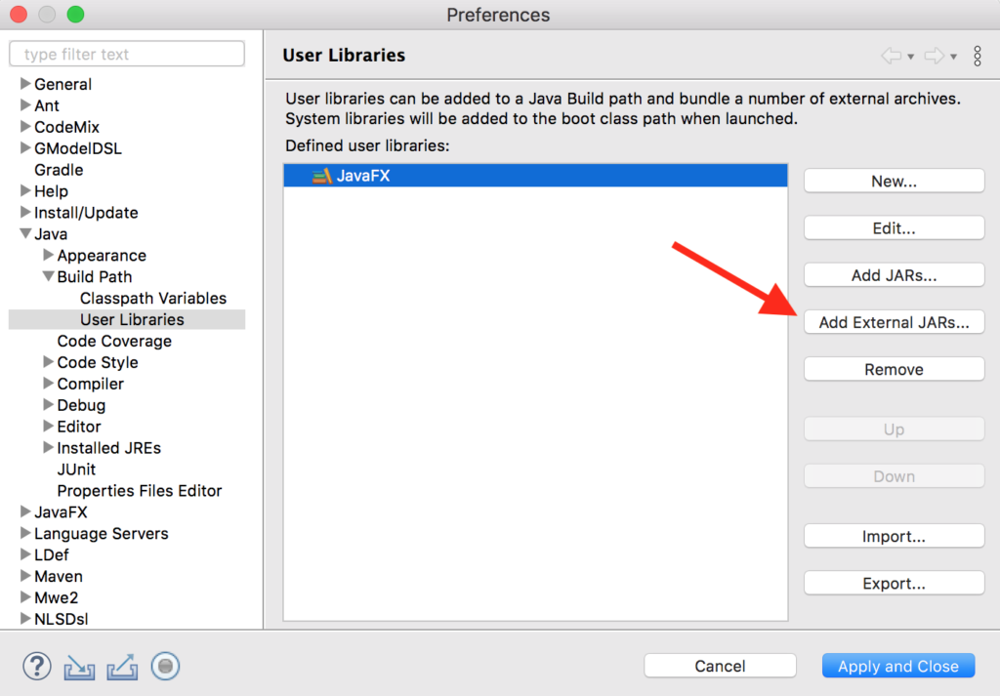 Preferences
type filter text
General
Ant
CodeMix
GModelDSL
Gradle
Help
Install/Update
Java
Appearance
Build Path
Classpath Variables
User Libraries
Code Coverage
Code Style
Compiler
Debug
Editor
Installed JREs
JUnit
Properties Files Editor
JavaFX
Language Servers
LDef
Maven
Mwe2
NLSDsl
User Libraries
User libraries can be added to a Java Build path and bundle a number of external archives.
System libraries will be added to the boot class path when launched.
Defined user libraries:
JavaFX
New...
Edit...
Add JARs...
Add External JARs...
Remove
Up
Down
Import...
Export...
?
Cancel
Apply and Close